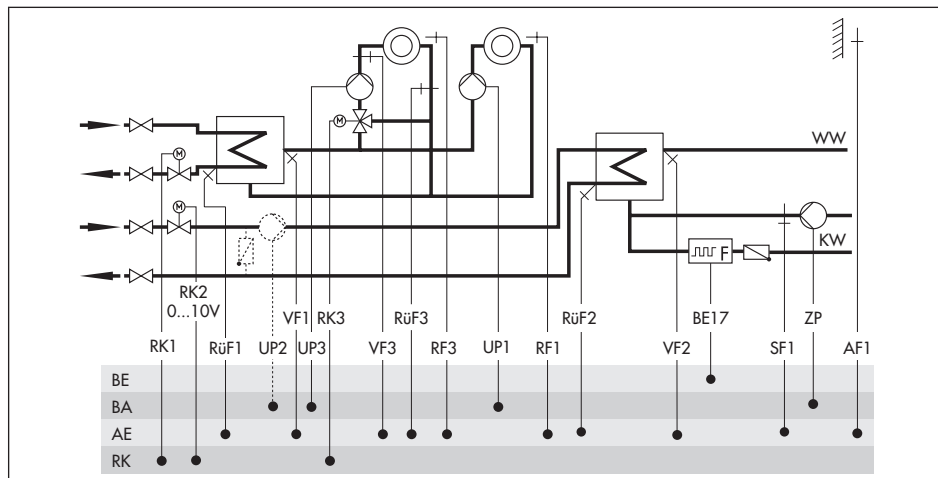 M
M
M
WW
KW
F
RK2
0...10V
VF1
RK3
RüF3
RüF2
BE17
ZP
RK1
RüF1
UP2
UP3
VF3
RF3
UP1
RF1
VF2
SF1
AF1
BE
BA
AE
RK